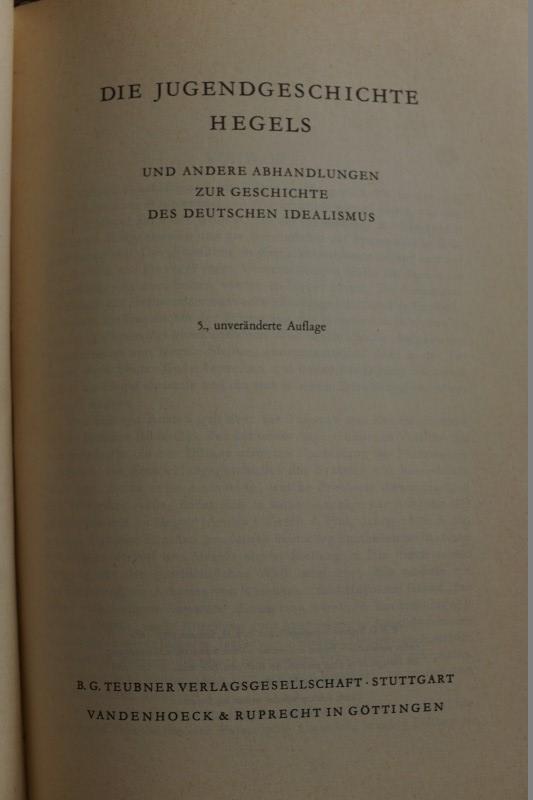 DIE JUGENDGESCHICHTE
HEGELS
UND ANDERE ABHANDLUNGEN
ZUR GESCHICHTE
DES DEUTSCHEN IDEALISMUS
5., unveränderte Auflage
B. G. TEUBNER VERLAGSGESELLSCHAFT · STUTTGART
VANDENHOECK & RUPRECHT IN GÖTTINGEN